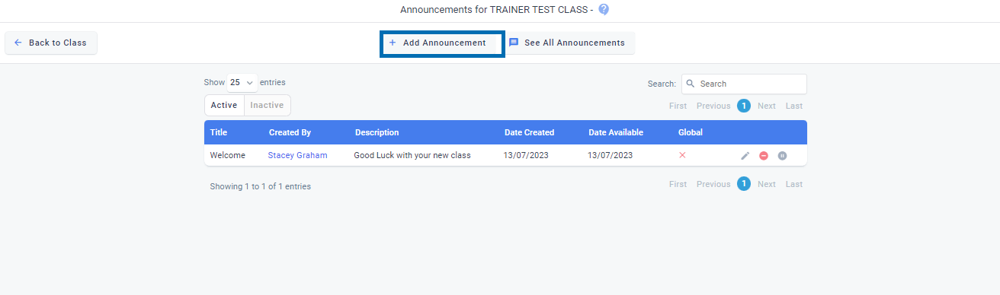 Announcements for TRAINER TEST CLASS - ?
Back to Class
+ Add Announcement
See All Announcements
Show 25 entries
Search: Search
Active Inactive
First Previous 1 Next Last
Title Created By Description Date Created Date Available Global
Welcome Stacey Graham Good Luck with your new class 13/07/2023 13/07/2023
Showing 1 to 1 of 1 entries
First Previous 1 Next Last